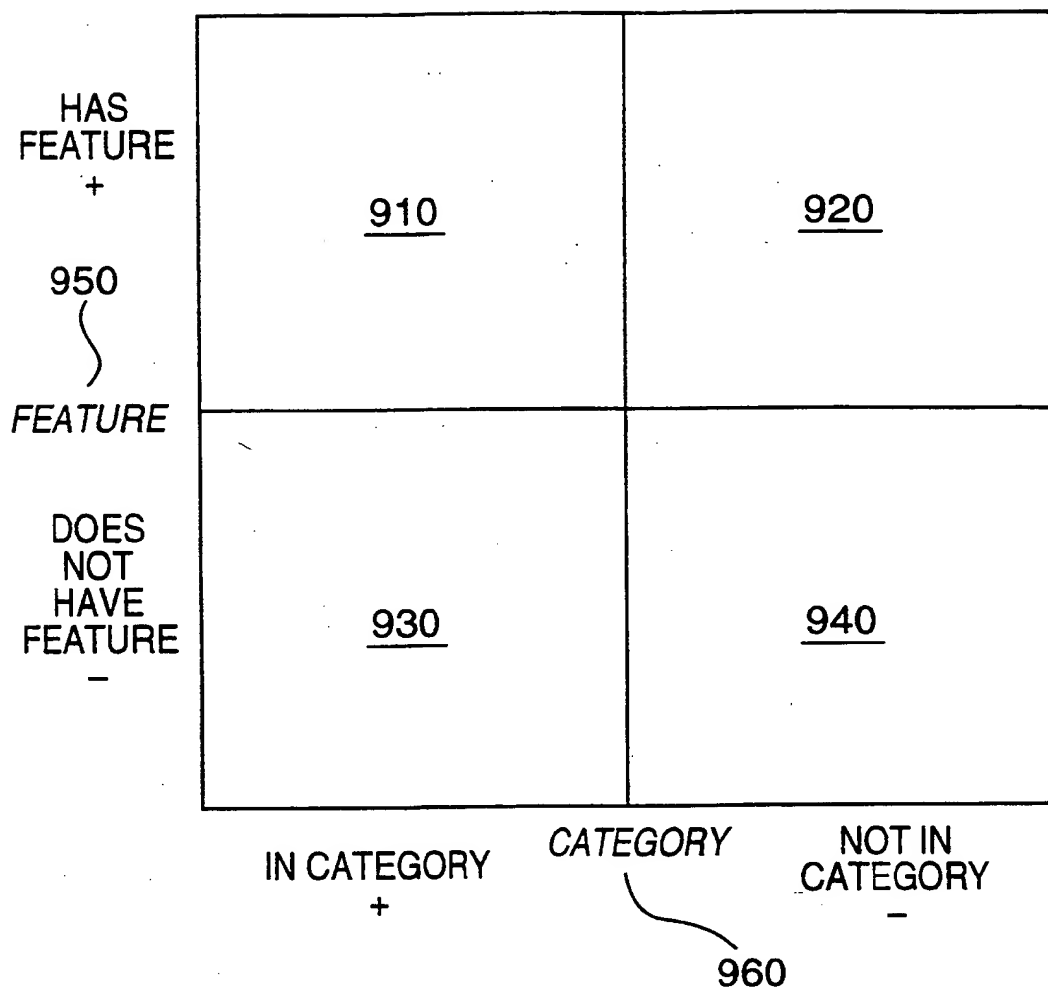 HAS
FEATURE
+
910
920
950
FEATURE
DOES
NOT
HAVE
FEATURE
–
930
940
IN CATEGORY
+
CATEGORY
NOT IN
CATEGORY
–
960